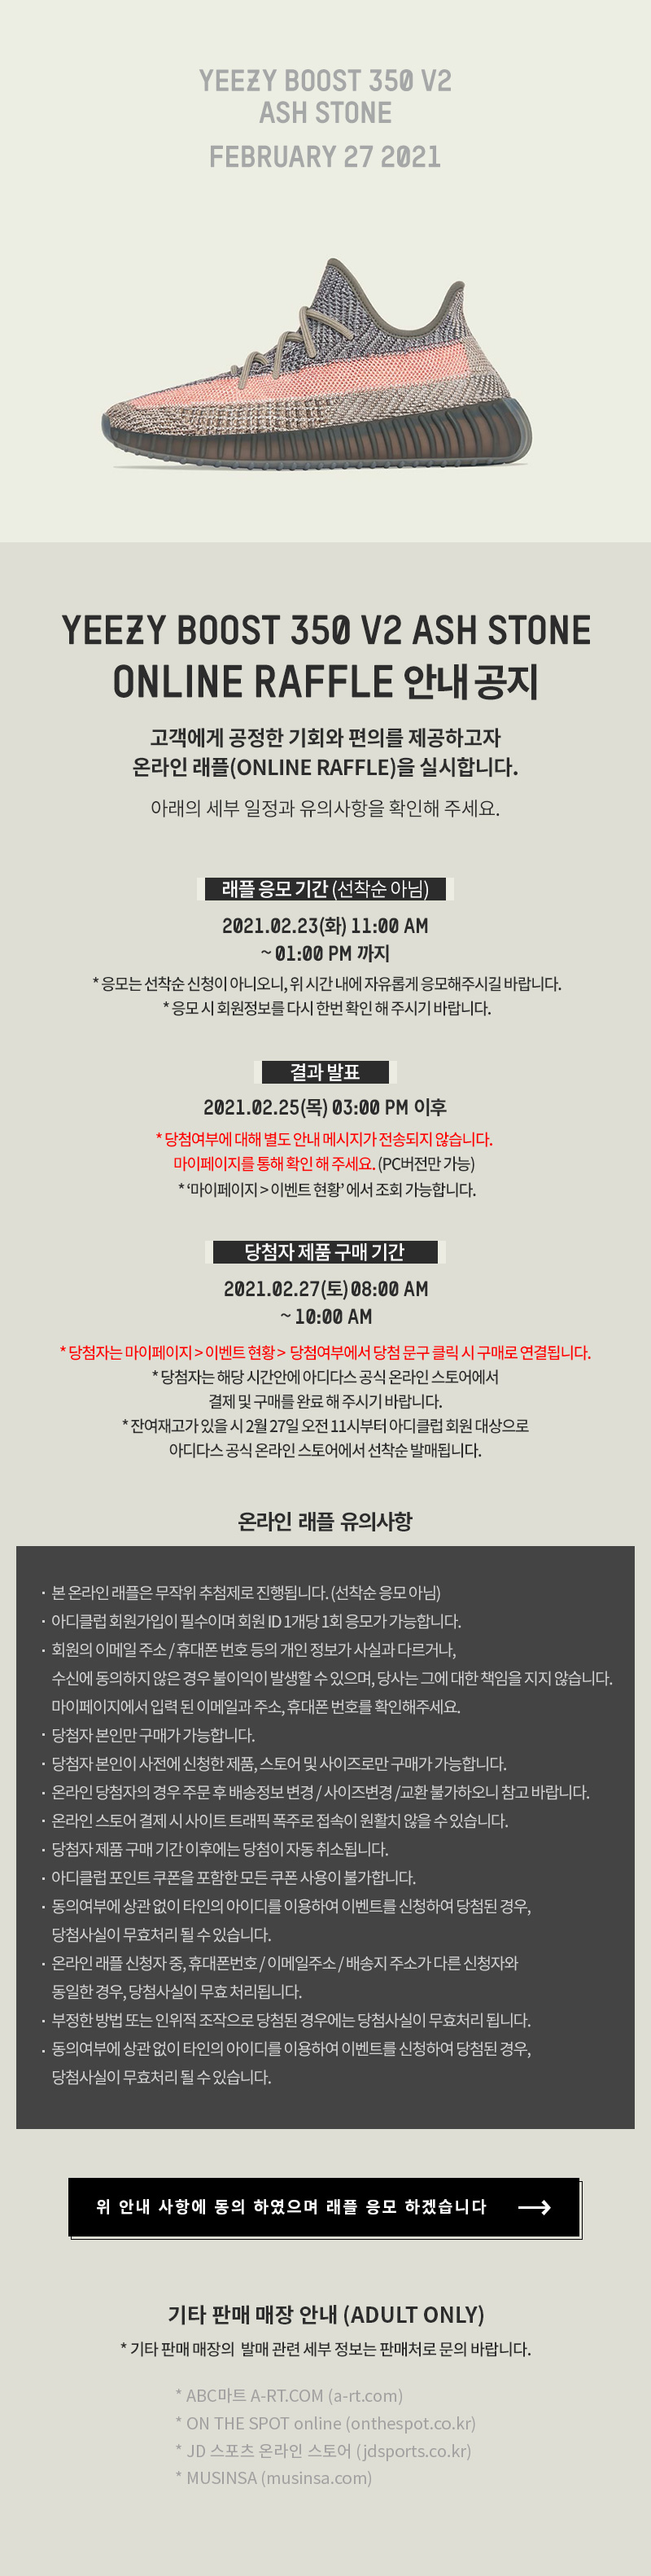 YEEZY BOOST 350 V2
ASH STONE
FEBRUARY 27 2021
YEEZY BOOST 350 V2 ASH STONE
ONLINE RAFFLE 안내 공지
고객에게 공정한 기회와 편의를 제공하고자
온라인 래플(ONLINE RAFFLE)을 실시합니다.
아래의 세부 일정과 유의사항을 확인해 주세요.
래플 응모 기간 (선착순 아님)
2021.02.23(화) 11:00 AM
~ 01:00 PM 까지
* 응모는 선착순 신청이 아니오니, 위 시간 내에 자유롭게 응모해주시길 바랍니다.
* 응모 시 회원정보를 다시 한번 확인 해 주시기 바랍니다.
결과 발표
2021.02.25(목) 03:00 PM 이후
* 당첨여부에 대해 별도 안내 메시지가 전송되지 않습니다.
마이페이지를 통해 확인 해 주세요. (PC버전만 가능)
* ‘마이페이지 > 이벤트 현황’ 에서 조회 가능합니다.
당첨자 제품 구매 기간
2021.02.27(토) 08:00 AM
~ 10:00 AM
* 당첨자는 마이페이지 > 이벤트 현황 > 당첨여부에서 당첨 문구 클릭 시 구매로 연결됩니다.
* 당첨자는 해당 시간안에 아디다스 공식 온라인 스토어에서
결제 및 구매를 완료 해 주시기 바랍니다.
* 잔여재고가 있을 시 2월 27일 오전 11시부터 아디클럽 회원 대상으로
아디다스 공식 온라인 스토어에서 선착순 발매됩니다.
온라인 래플 유의사항
· 본 온라인 래플은 무작위 추첨제로 진행됩니다. (선착순 응모 아님)
· 아디클럽 회원가입이 필수이며 회원 ID 1개당 1회 응모가 가능합니다.
· 회원의 이메일 주소 / 휴대폰 번호 등의 개인 정보가 사실과 다르거나,
수신에 동의하지 않은 경우 불이익이 발생할 수 있으며, 당사는 그에 대한 책임을 지지 않습니다.
마이페이지에서 입력 된 이메일과 주소, 휴대폰 번호를 확인해주세요.
· 당첨자 본인만 구매가 가능합니다.
· 당첨자 본인이 사전에 신청한 제품, 스토어 및 사이즈로만 구매가 가능합니다.
· 온라인 당첨자의 경우 주문 후 배송정보 변경 / 사이즈변경 /교환 불가하오니 참고 바랍니다.
· 온라인 스토어 결제 시 사이트 트래픽 폭주로 접속이 원활치 않을 수 있습니다.
· 당첨자 제품 구매 기간 이후에는 당첨이 자동 취소됩니다.
· 아디클럽 포인트 쿠폰을 포함한 모든 쿠폰 사용이 불가합니다.
· 동의여부에 상관 없이 타인의 아이디를 이용하여 이벤트를 신청하여 당첨된 경우,
당첨사실이 무효처리 될 수 있습니다.
· 온라인 래플 신청자 중, 휴대폰번호 / 이메일주소 / 배송지 주소가 다른 신청자와
동일한 경우, 당첨사실이 무효 처리됩니다.
· 부정한 방법 또는 인위적 조작으로 당첨된 경우에는 당첨사실이 무효처리 됩니다.
· 동의여부에 상관 없이 타인의 아이디를 이용하여 이벤트를 신청하여 당첨된 경우,
당첨사실이 무효처리 될 수 있습니다.
위 안내 사항에 동의 하였으며 래플 응모 하겠습니다 →
기타 판매 매장 안내 (ADULT ONLY)
* 기타 판매 매장의 발매 관련 세부 정보는 판매처로 문의 바랍니다.
* ABC마트 A-RT.COM (a-rt.com)
* ON THE SPOT online (onthespot.co.kr)
* JD 스포츠 온라인 스토어 (jdsports.co.kr)
* MUSINSA (musinsa.com)